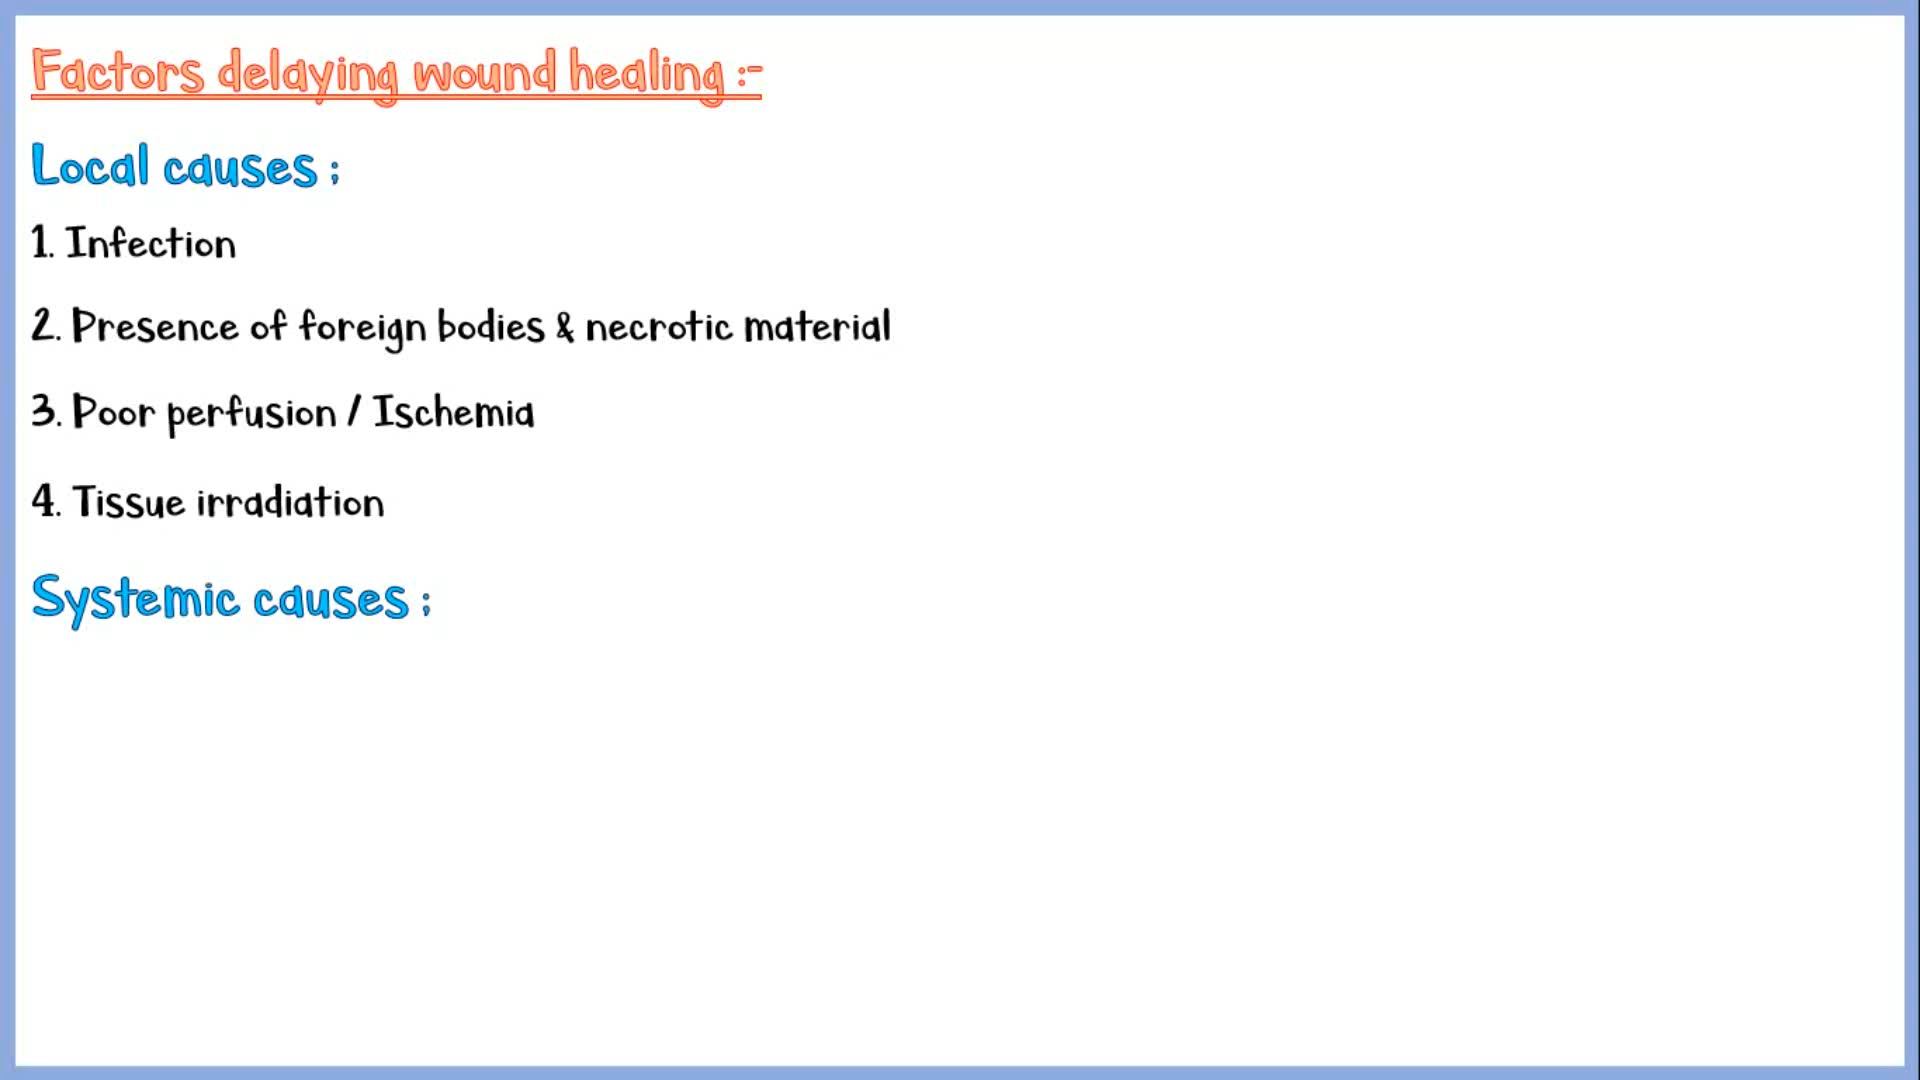 Factors delaying wound healing :-
Local causes ;
1. Infection
2. Presence of foreign bodies & necrotic material
3. Poor perfusion / Ischemia
4. Tissue irradiation
Systemic causes ;